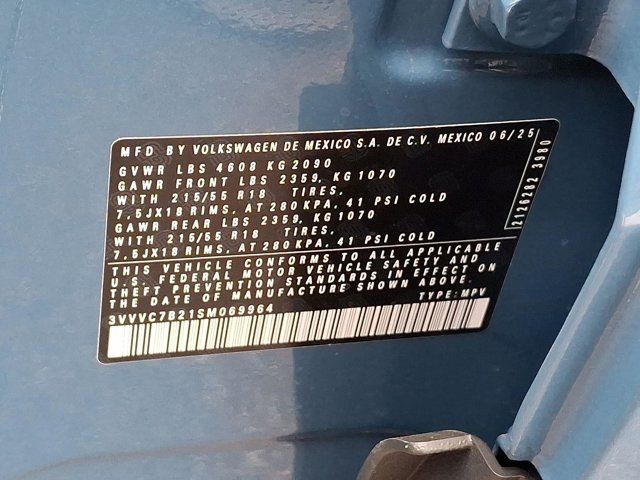 MFD BY VOLKSWAGEN DE MEXICO S.A. DE C.V. MEXICO 06/25
GVWR LBS 4608 KG 2090
GAWR FRONT LBS 2359, KG 1070
WITH 215/55 R18 TIRES,
7.5JX18 RIMS, AT 280 KPA, 41 PSI COLD
GAWR REAR LBS 2359, KG 1070
WITH 215/55 R18 TIRES,
7.5JX18 RIMS, AT 280 KPA, 41 PSI COLD
THIS VEHICLE CONFORMS TO ALL APPLICABLE
U.S. FEDERAL MOTOR VEHICLE SAFETY AND
THEFT PREVENTION STANDARDS IN EFFECT ON
THE DATE OF MANUFACTURE SHOWN ABOVE.
3VVVC7B21SM069964 TYPE: MPV
2126282 3980